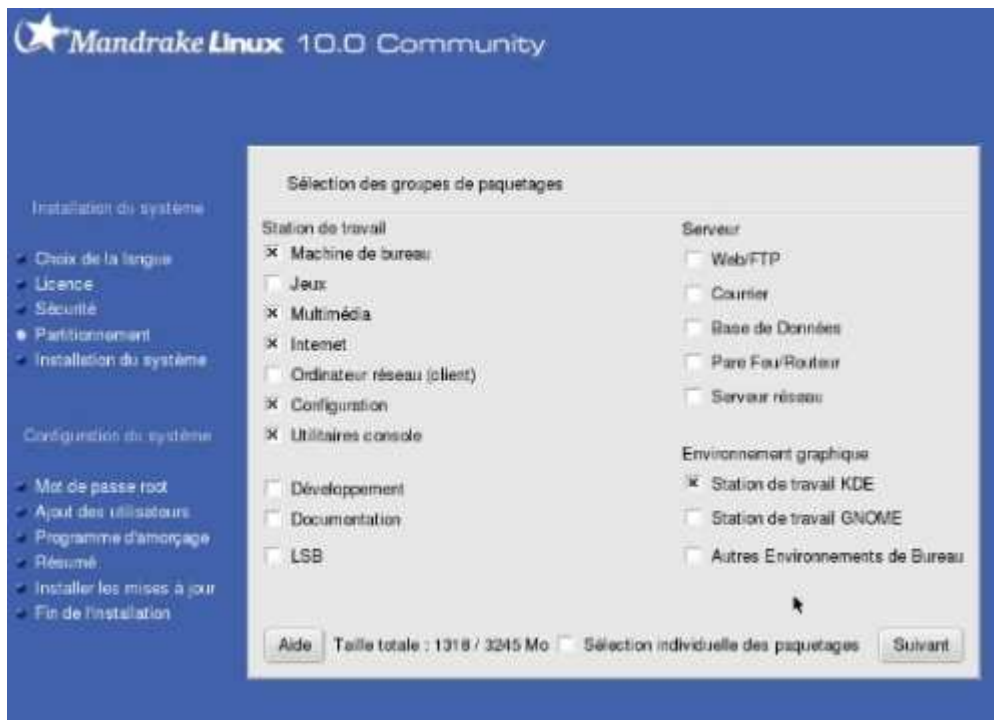 Mandrake Linux 10.0 Community
Installation du système
Choix de la langue
Licence
Sécurité
Partitionnement
Installation du système
Configuration du système
Mot de passe root
Ajout des utilisateurs
Programme d'amorçage
Résumé
Installer les mises à jour
Fin de l'installation
Sélection des groupes de paquetages
Station de travail
Machine de bureau
Jeux
Multimédia
Internet
Ordinateur réseau (client)
Configuration
Utilitaires console
Développement
Documentation
LSB
Serveur
Web/FTP
Courrier
Base de Données
Pare Feu/Routeur
Serveur réseau
Environnement graphique
Station de travail KDE
Station de travail GNOME
Autres Environnements de Bureau
Aide Taille totale : 1318 / 3245 Mo Sélection individuelle des paquetages Suivant